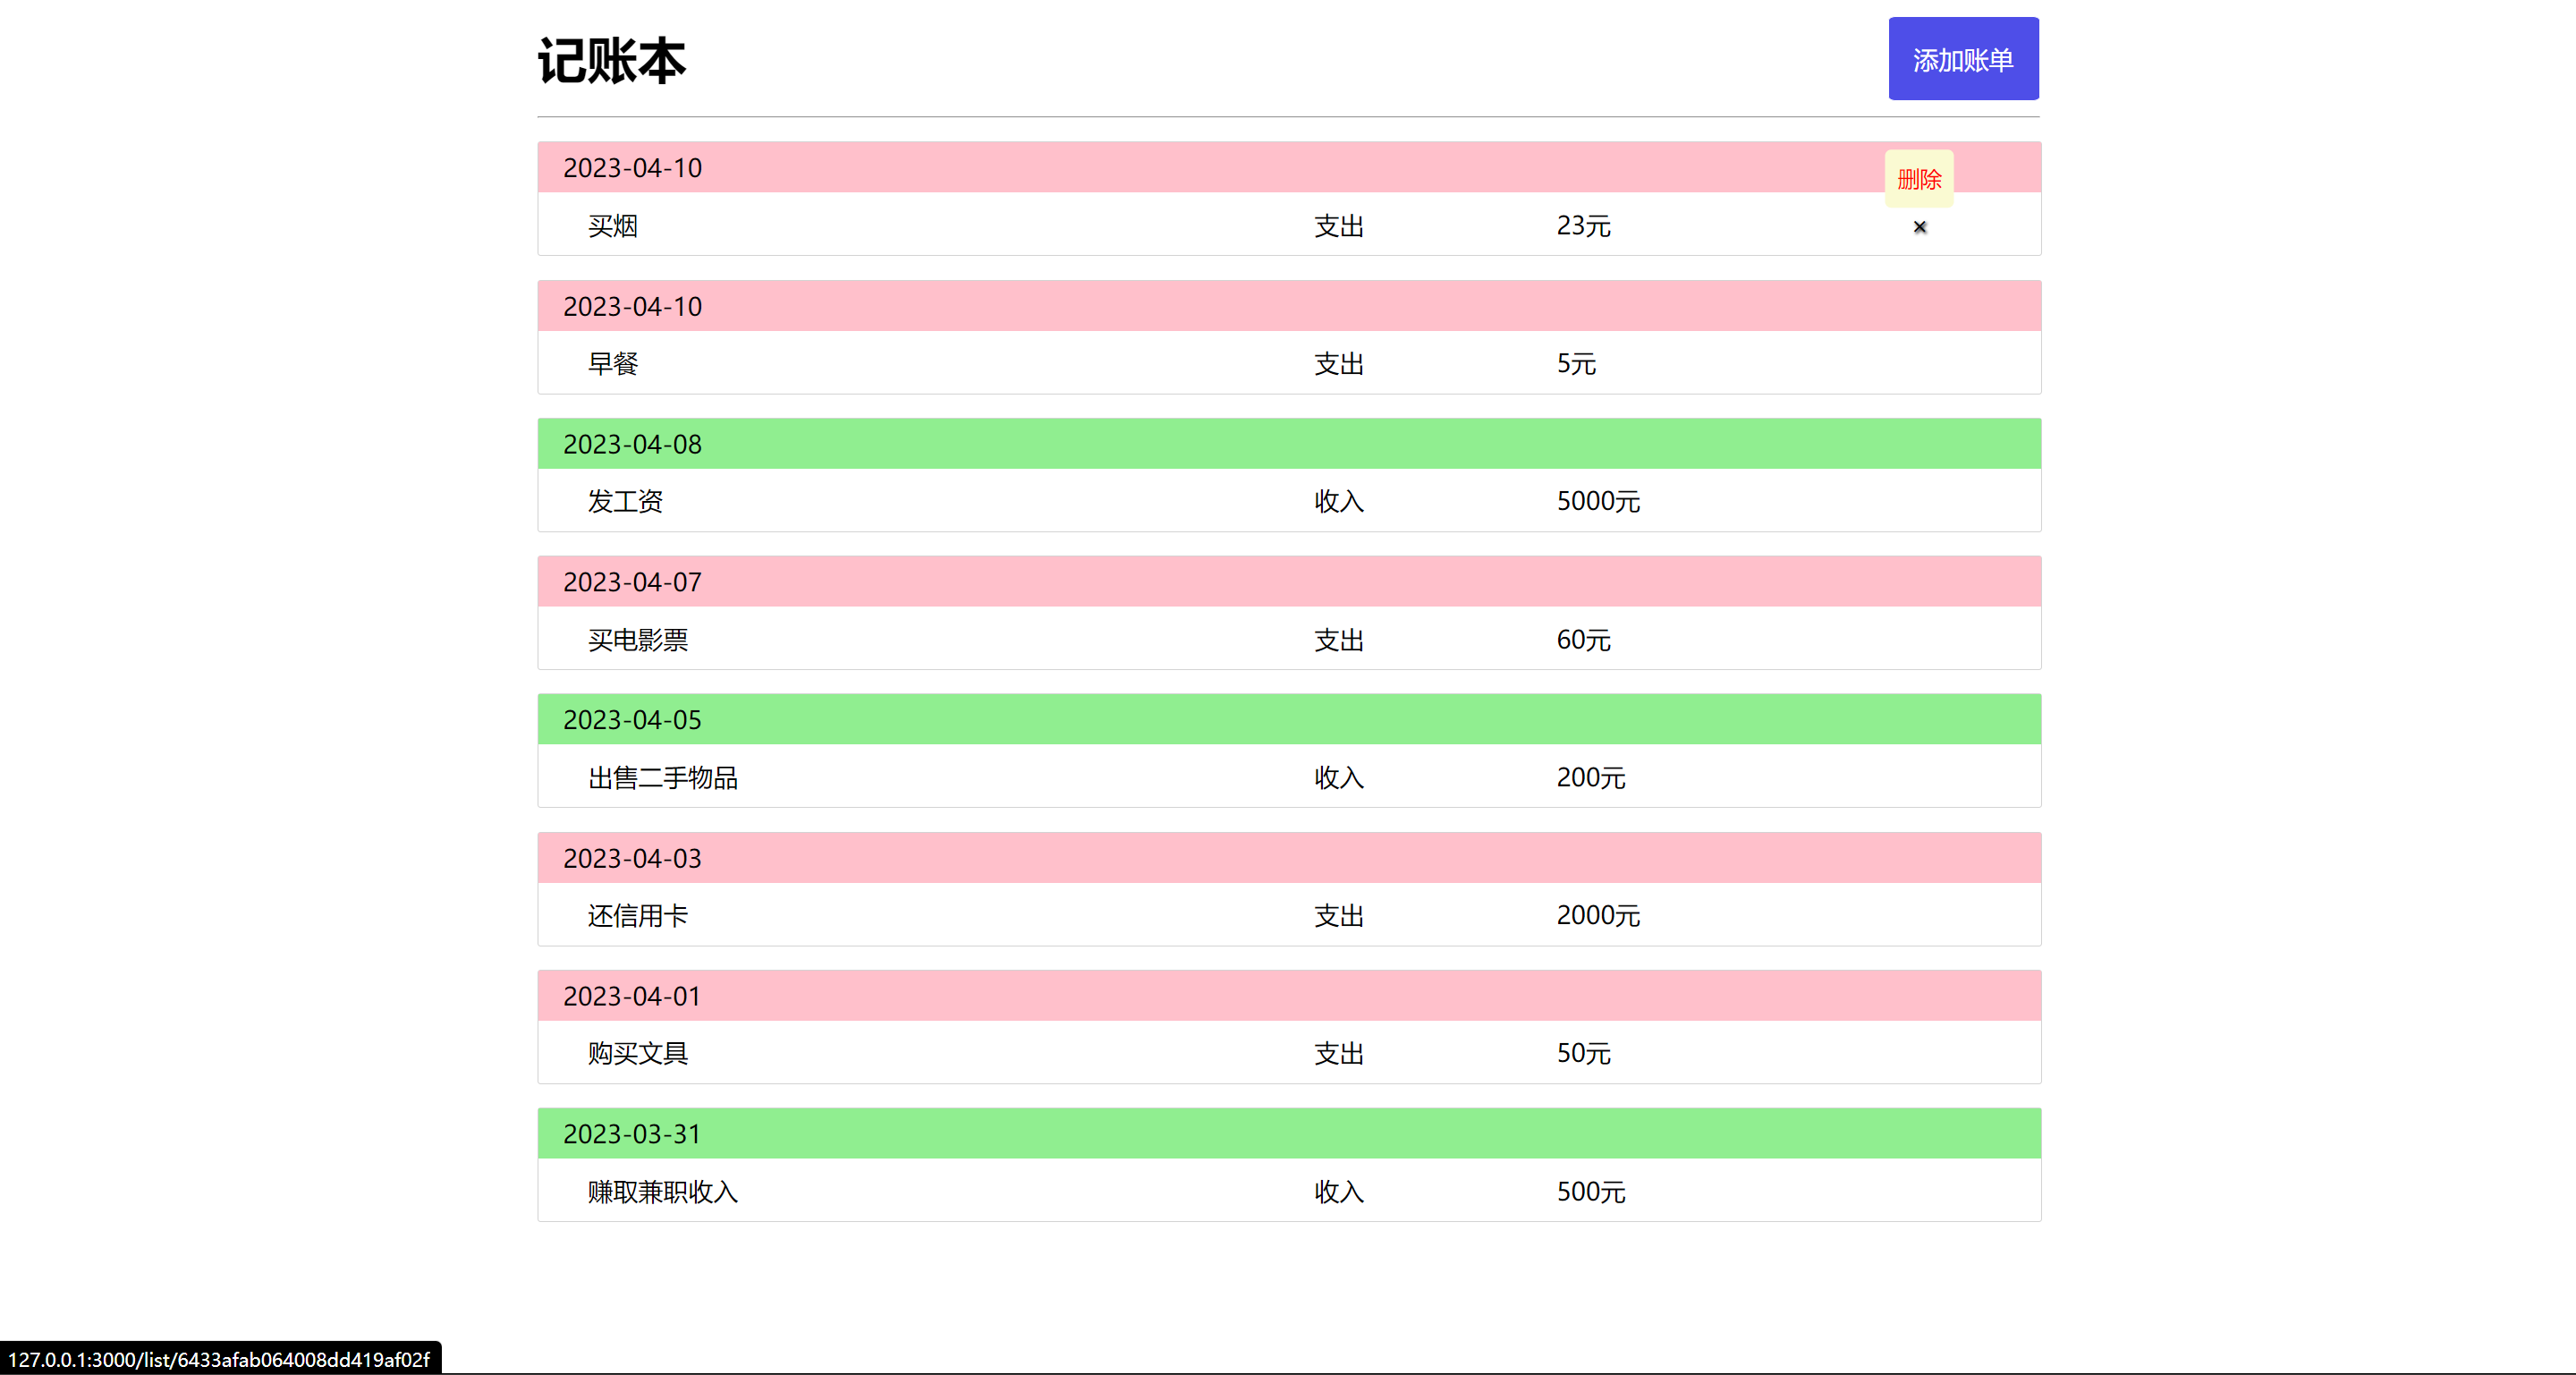 记账本
添加账单
2023-04-10
删除
买烟 支出 23元 ×
2023-04-10
早餐 支出 5元
2023-04-08
发工资 收入 5000元
2023-04-07
买电影票 支出 60元
2023-04-05
出售二手物品 收入 200元
2023-04-03
还信用卡 支出 2000元
2023-04-01
购买文具 支出 50元
2023-03-31
赚取兼职收入 收入 500元
127.0.0.1:3000/list/6433afab064008dd419af02f